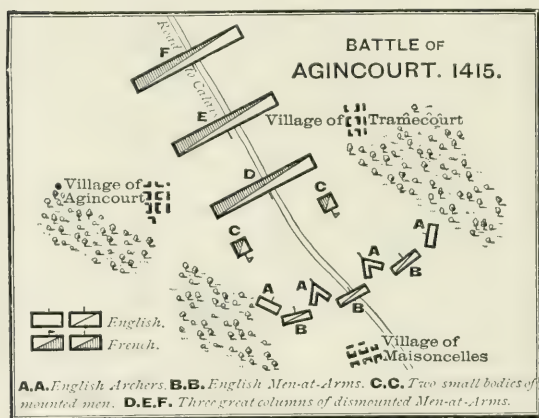 BATTLE OF
AGINCOURT. 1415.
F
Road
to Calais
E
Village of Tramecourt
D
C
Village of
Agincourt
C
A
A
B
A
A
B
B
English.
French.
Village of
Maisoncelles
A.A. English Archers. B.B. English Men-at-Arms. C.C. Two small bodies of
mounted men. D.E.F. Three great columns of dismounted Men-at-Arms.